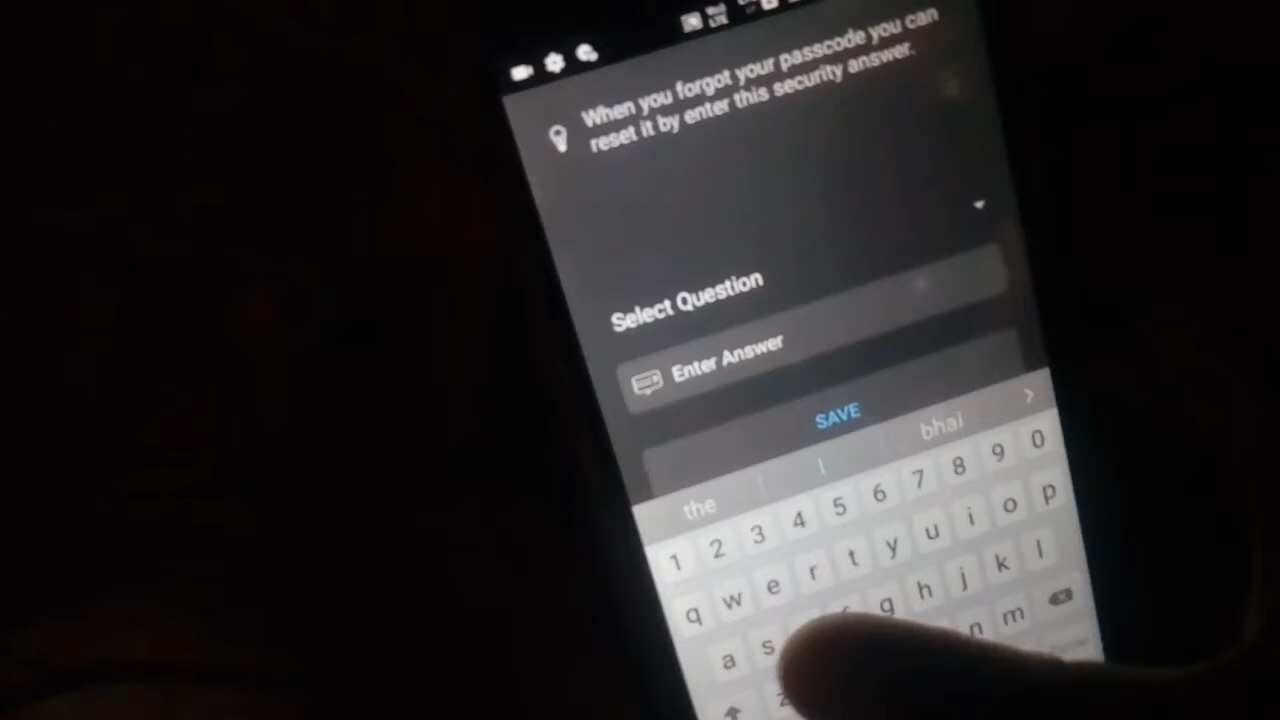 When you forgot your passcode you can
reset it by enter this security answer.
Select Question
Enter Answer
SAVE
the I bhai
1 2 3 4 5 6 7 8 9 0
q w e r t y u i o p
a s g h j k l
z n m